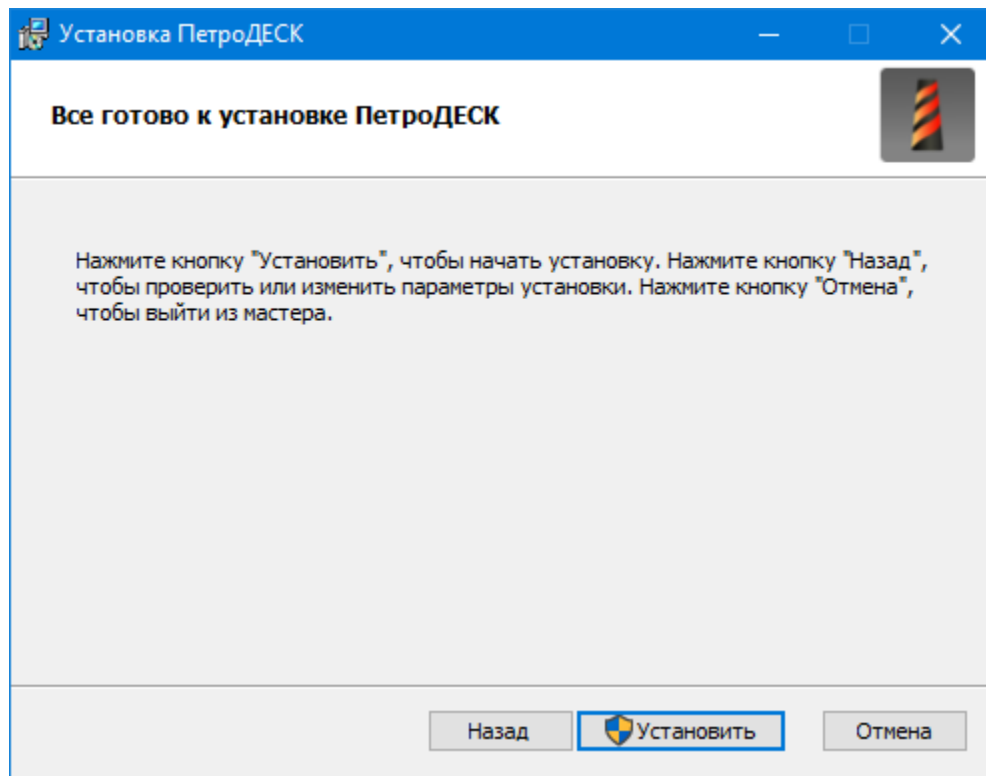 Установка ПетроДЕСК
Все готово к установке ПетроДЕСК
Нажмите кнопку "Установить", чтобы начать установку. Нажмите кнопку "Назад",
чтобы проверить или изменить параметры установки. Нажмите кнопку "Отмена",
чтобы выйти из мастера.
Назад
Установить
Отмена